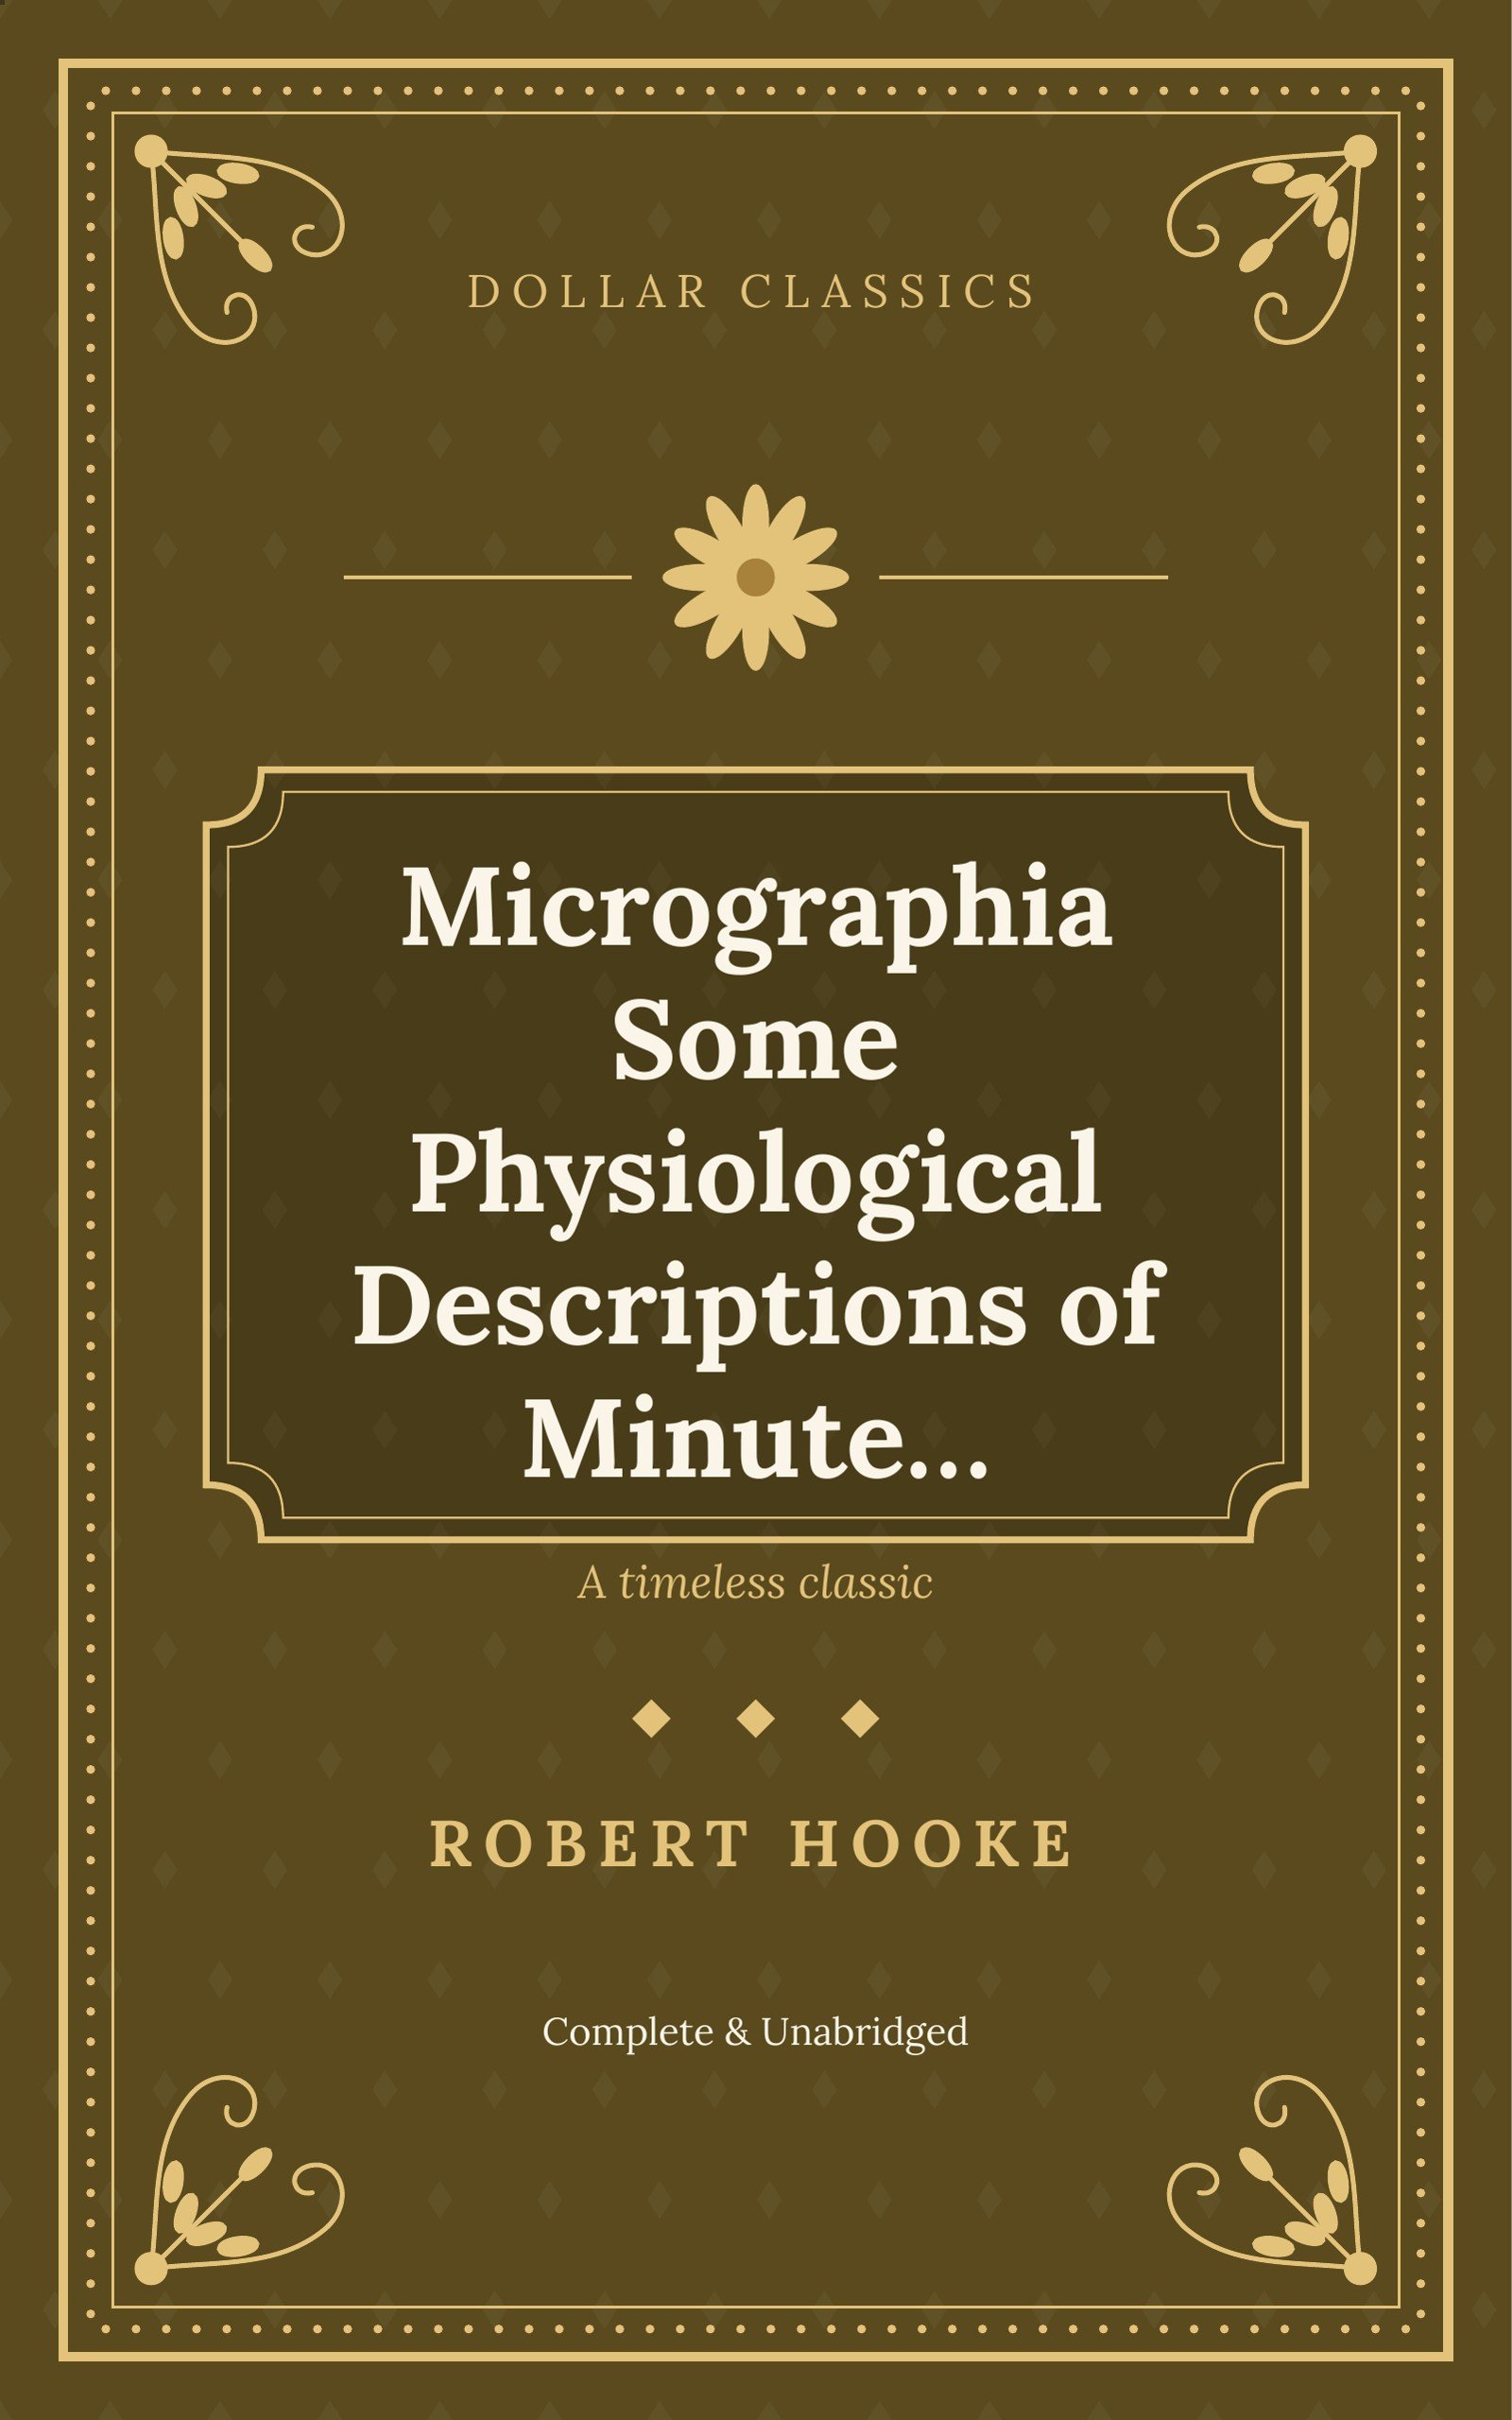 DOLLAR CLASSICS
Micrographia
Some
Physiological
Descriptions of
Minute...
A timeless classic
ROBERT HOOKE
Complete & Unabridged